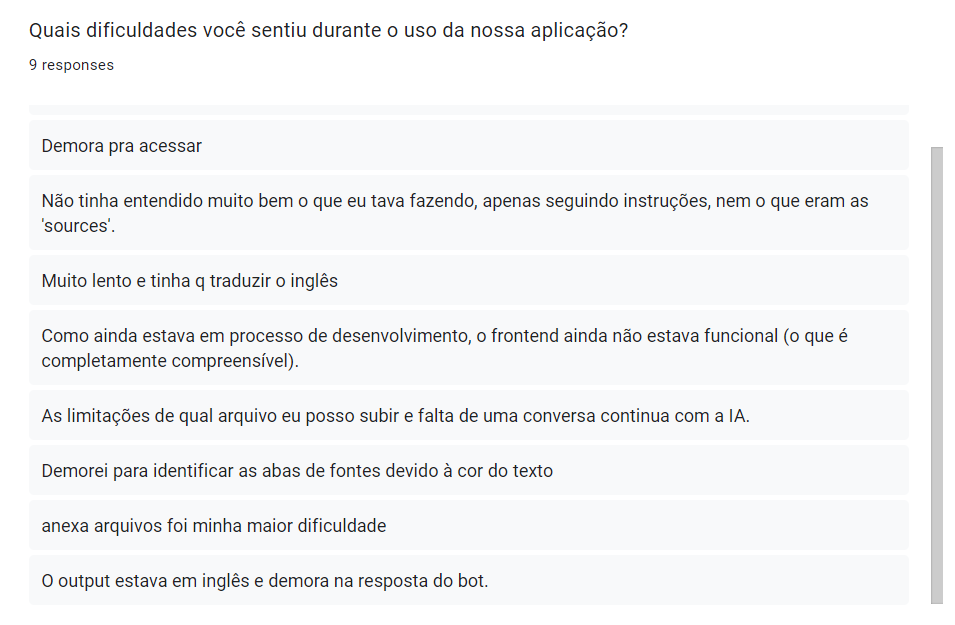 Quais dificuldades você sentiu durante o uso da nossa aplicação?
9 responses
Demora pra acessar
Não tinha entendido muito bem o que eu tava fazendo, apenas seguindo instruções, nem o que eram as
'sources'.
Muito lento e tinha q traduzir o inglês
Como ainda estava em processo de desenvolvimento, o frontend ainda não estava funcional (o que é
completamente compreensível).
As limitações de qual arquivo eu posso subir e falta de uma conversa continua com a IA.
Demorei para identificar as abas de fontes devido à cor do texto
anexa arquivos foi minha maior dificuldade
O output estava em inglês e demora na resposta do bot.